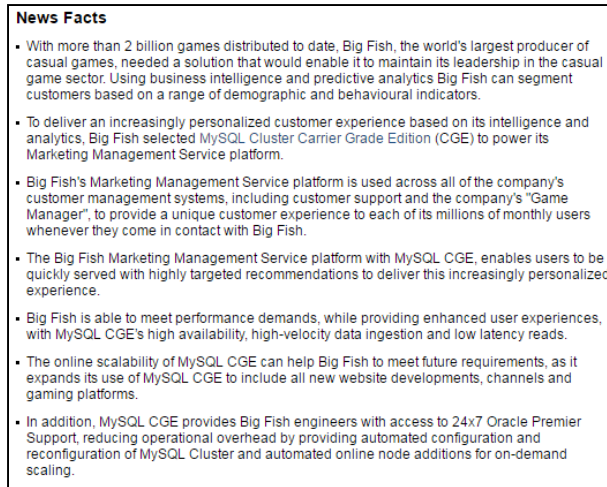 News Facts
▪ With more than 2 billion games distributed to date, Big Fish, the world's largest producer of
casual games, needed a solution that would enable it to maintain its leadership in the casual
game sector. Using business intelligence and predictive analytics Big Fish can segment
customers based on a range of demographic and behavioural indicators.
▪ To deliver an increasingly personalized customer experience based on its intelligence and
analytics, Big Fish selected MySQL Cluster Carrier Grade Edition (CGE) to power its
Marketing Management Service platform.
▪ Big Fish's Marketing Management Service platform is used across all of the company's
customer management systems, including customer support and the company's "Game
Manager", to provide a unique customer experience to each of its millions of monthly users
whenever they come in contact with Big Fish.
▪ The Big Fish Marketing Management Service platform with MySQL CGE, enables users to be
quickly served with highly targeted recommendations to deliver this increasingly personalized
experience.
▪ Big Fish is able to meet performance demands, while providing enhanced user experiences,
with MySQL CGE's high availability, high-velocity data ingestion and low latency reads.
▪ The online scalability of MySQL CGE can help Big Fish to meet future requirements, as it
expands its use of MySQL CGE to include all new website developments, channels and
gaming platforms.
▪ In addition, MySQL CGE provides Big Fish engineers with access to 24x7 Oracle Premier
Support, reducing operational overhead by providing automated configuration and
reconfiguration of MySQL Cluster and automated online node additions for on-demand
scaling.